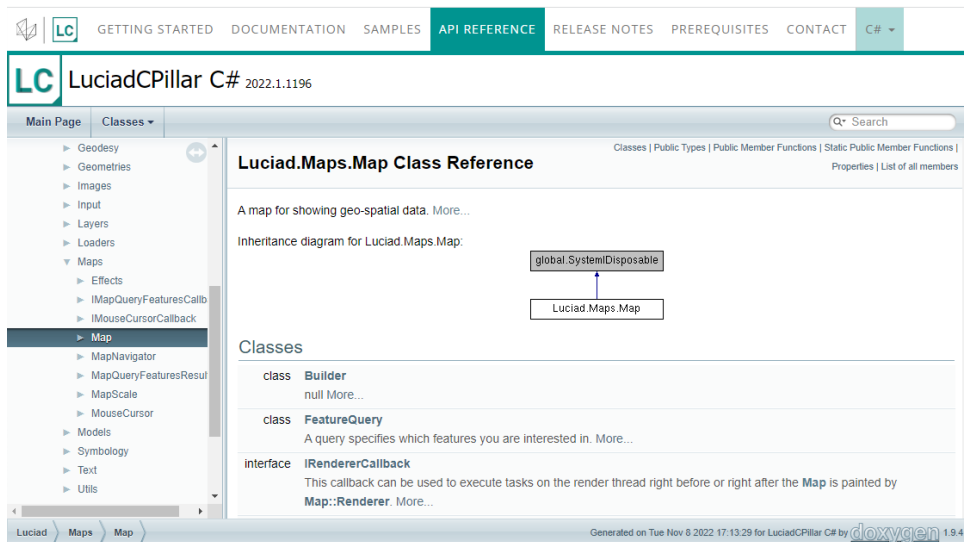 LC GETTING STARTED DOCUMENTATION SAMPLES API REFERENCE RELEASE NOTES PREREQUISITES CONTACT C#
LC LuciadCPillar C# 2022.1.1196
Main Page Classes Search
Geodesy
Geometries
Images
Input
Layers
Loaders
Maps
Effects
IMapQueryFeaturesCallb
IMouseCursorCallback
Map
MapNavigator
MapQueryFeaturesResul
MapScale
MouseCursor
Models
Symbology
Text
Utils
Classes | Public Types | Public Member Functions | Static Public Member Functions |
Properties | List of all members
Luciad.Maps.Map Class Reference
A map for showing geo-spatial data. More...
Inheritance diagram for Luciad.Maps.Map:
global.SystemIDisposable
Luciad.Maps.Map
Classes
class Builder
null More...
class FeatureQuery
A query specifies which features you are interested in. More...
interface IRendererCallback
This callback can be used to execute tasks on the render thread right before or right after the Map is painted by
Map::Renderer. More...
Luciad Maps Map Generated on Tue Nov 8 2022 17:13:29 for LuciadCPillar C# by doxygen 1.9.4